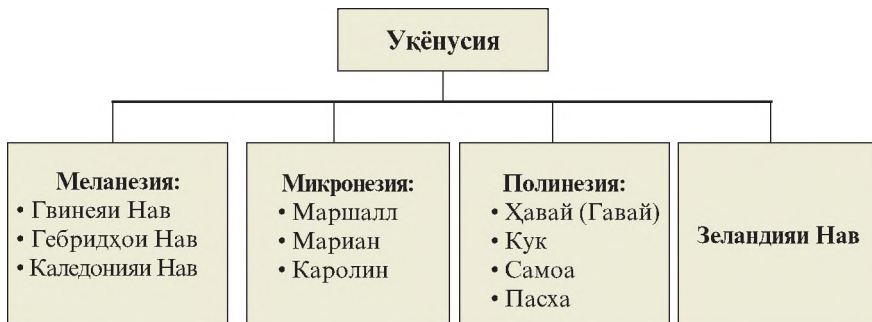 Уқёнусия
Меланезия:
• Гвинеяи Нав
• Гебридҳои Нав
• Каледонияи Нав
Микронезия:
• Маршалл
• Мариан
• Каролин
Полинезия:
• Ҳавай (Гавай)
• Кук
• Самоа
• Пасха
Зеландияи Нав